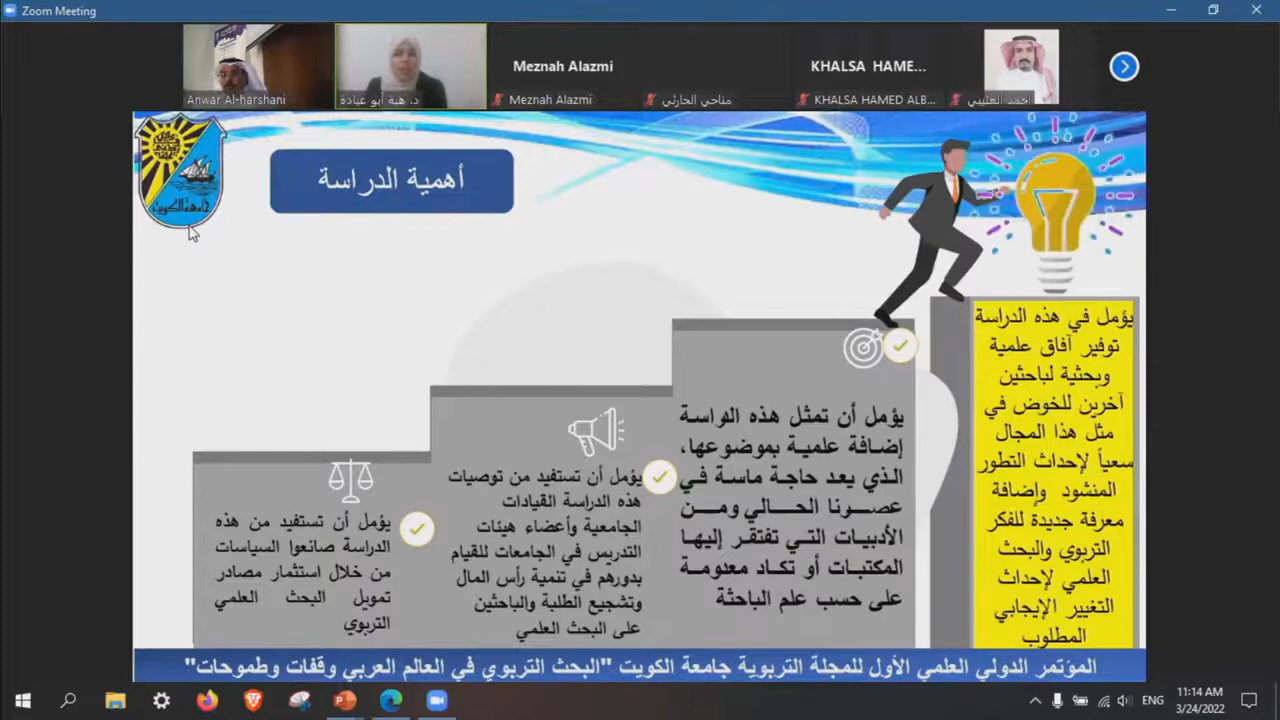 Zoom Meeting
Anwar Al-harshani
د. هبة أبو عيادة
Meznah Alazmi
Meznah Alazmi
مناحي الحارثي
KHALSA HAME...
KHALSA HAMED ALB...
احمد العتيبي
جامعة الكويت
أهمية الدراسة
يؤمل في هذه الدراسة
توفير آفاق علمية
وبحثية لباحثين
آخرين للخوض في
مثل هذا المجال
سعياً لإحداث التطور
المنشود وإضافة
معرفة جديدة للفكر
التربوي والبحث
العلمي لإحداث
التغيير الإيجابي
المطلوب
يؤمل أن تمثل هذه الواسة
إضافة علمية بموضوعها،
الذي يعد حاجة ماسة في
عصرنا الحالي ومن
الأدبيات التي تفتقر إليها
المكتبات أو تكاد معدومة
على حسب علم الباحثة
يؤمل أن تستفيد من توصيات
هذه الدراسة القيادات
الجامعية وأعضاء هيئات
التدريس في الجامعات للقيام
بدورهم في تنمية رأس المال
وتشجيع الطلبة والباحثين
على البحث العلمي
يؤمل أن تستفيد من هذه
الدراسة صانعوا السياسات
من خلال استثمار مصادر
تمويل البحث العلمي
التربوي
المؤتمر الدولي العلمي الأول للمجلة التربوية جامعة الكويت "البحث التربوي في العالم العربي وقفات وطموحات"
ENG
11:14 AM
3/24/2022